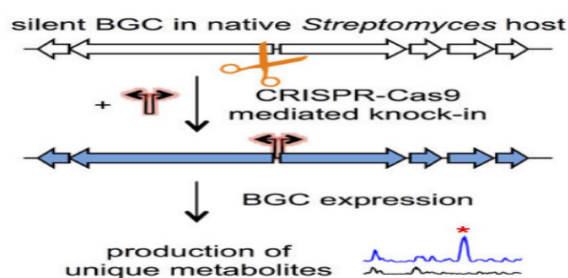 silent BGC in native Streptomyces host
+
CRISPR-Cas9
mediated knock-in
BGC expression
production of
unique metabolites
*